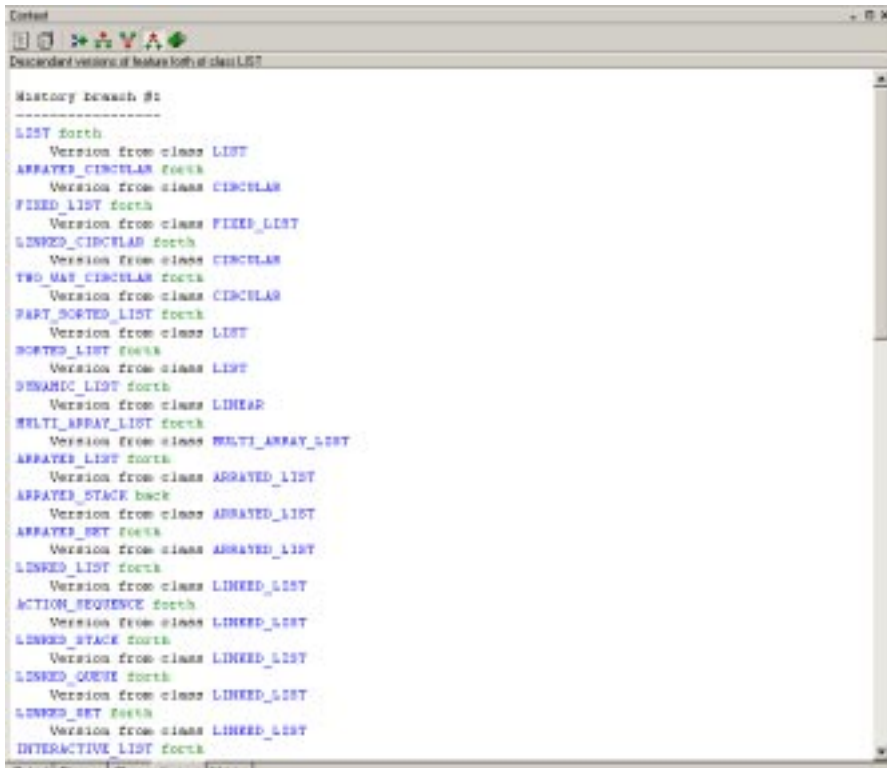 Context
Descendant versions of feature forth of class LIST
History branch #1
-----------------
LIST forth
Version from class LIST
ARRAYED_CIRCULAR forth
Version from class CIRCULAR
FIXED_LIST forth
Version from class FIXED_LIST
LINKED_CIRCULAR forth
Version from class CIRCULAR
TWO_WAY_CIRCULAR forth
Version from class CIRCULAR
PART_SORTED_LIST forth
Version from class LIST
SORTED_LIST forth
Version from class LIST
DYNAMIC_LIST forth
Version from class LINEAR
MULTI_ARRAY_LIST forth
Version from class MULTI_ARRAY_LIST
ARRAYED_LIST forth
Version from class ARRAYED_LIST
ARRAYED_STACK back
Version from class ARRAYED_LIST
ARRAYED_SET forth
Version from class ARRAYED_LIST
LINKED_LIST forth
Version from class LINKED_LIST
ACTION_SEQUENCE forth
Version from class LINKED_LIST
LINKED_STACK forth
Version from class LINKED_LIST
LINKED_QUEUE forth
Version from class LINKED_LIST
LINKED_SET forth
Version from class LINKED_LIST
INTERACTIVE_LIST forth